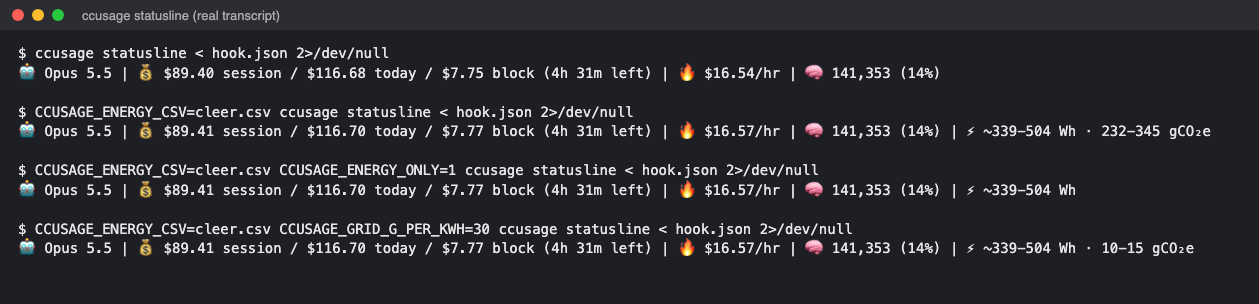 ccusage statusline (real transcript)
$ ccusage statusline < hook.json 2>/dev/null
🤖 Opus 5.5 | 💰 $89.40 session / $116.68 today / $7.75 block (4h 31m left) | 🔥 $16.54/hr | 🧠 141,353 (14%)
$ CCUSAGE_ENERGY_CSV=cleer.csv ccusage statusline < hook.json 2>/dev/null
🤖 Opus 5.5 | 💰 $89.41 session / $116.70 today / $7.77 block (4h 31m left) | 🔥 $16.57/hr | 🧠 141,353 (14%) | ⚡ ~339–504 Wh · 232–345 gCO₂e
$ CCUSAGE_ENERGY_CSV=cleer.csv CCUSAGE_ENERGY_ONLY=1 ccusage statusline < hook.json 2>/dev/null
🤖 Opus 5.5 | 💰 $89.41 session / $116.70 today / $7.77 block (4h 31m left) | 🔥 $16.57/hr | 🧠 141,353 (14%) | ⚡ ~339–504 Wh
$ CCUSAGE_ENERGY_CSV=cleer.csv CCUSAGE_GRID_G_PER_KWH=30 ccusage statusline < hook.json 2>/dev/null
🤖 Opus 5.5 | 💰 $89.41 session / $116.70 today / $7.77 block (4h 31m left) | 🔥 $16.57/hr | 🧠 141,353 (14%) | ⚡ ~339–504 Wh · 10–15 gCO₂e